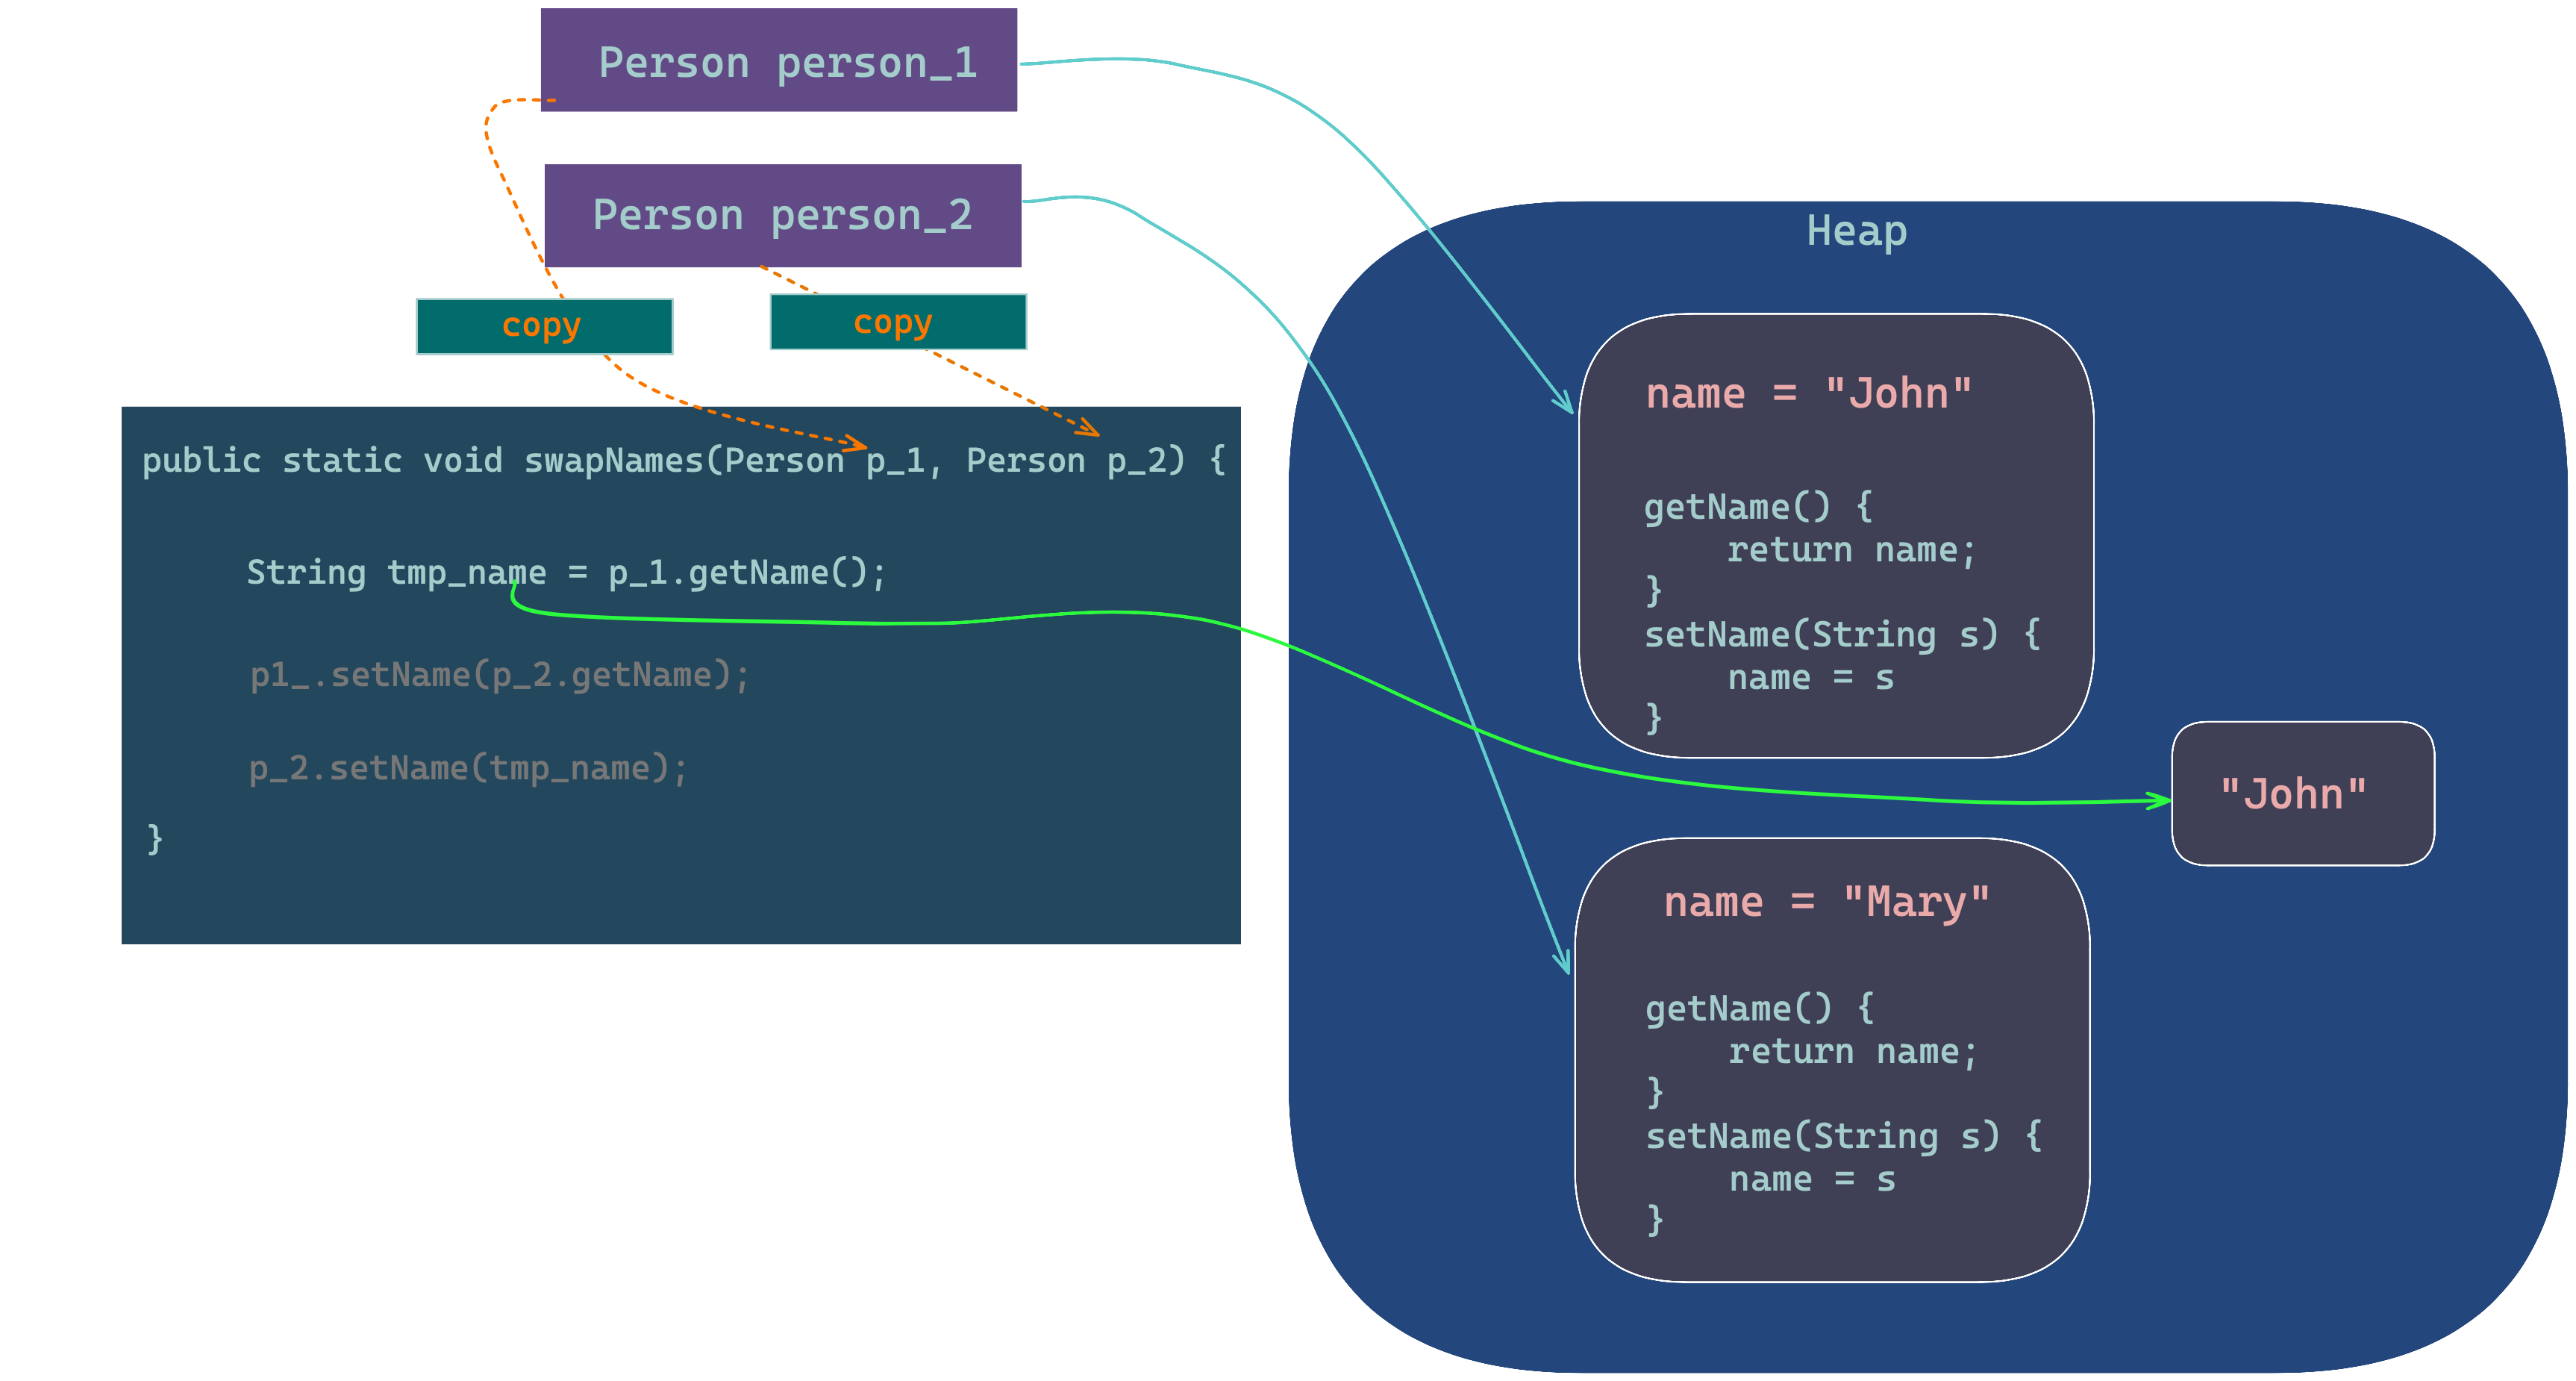 Person person_1
Person person_2
copy
copy
public static void swapNames(Person p_1, Person p_2) {
String tmp_name = p_1.getName();
p1_.setName(p_2.getName);
p_2.setName(tmp_name);
}
Heap
name = "John"
getName() {
return name;
}
setName(String s) {
name = s
}
"John"
name = "Mary"
getName() {
return name;
}
setName(String s) {
name = s
}